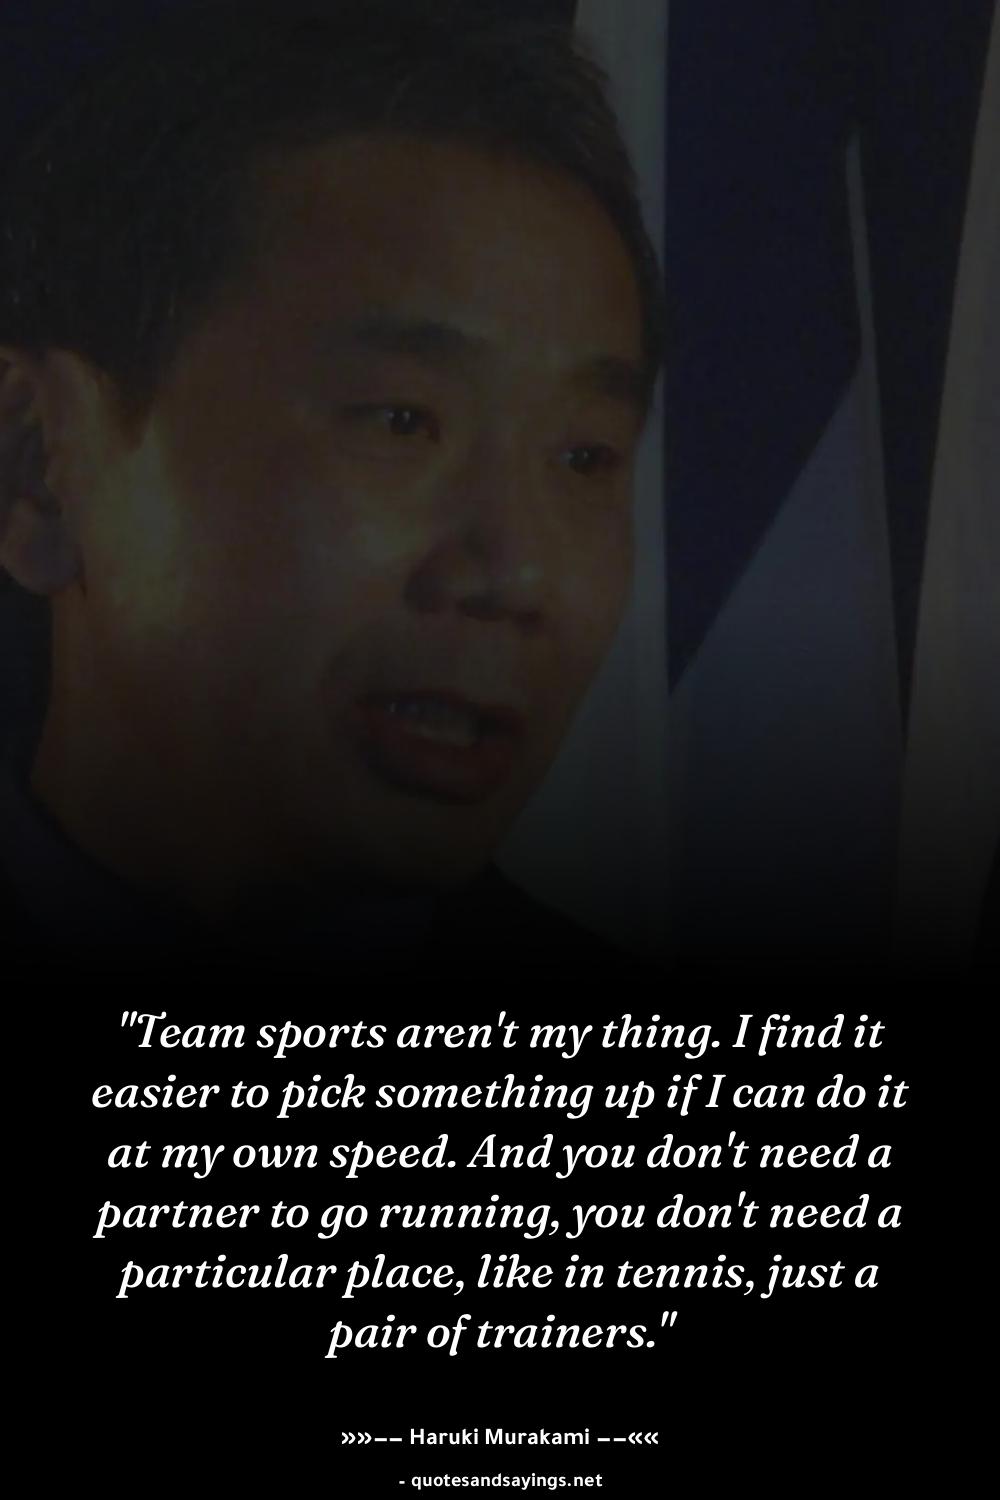 "Team sports aren't my thing. I find it
easier to pick something up if I can do it
at my own speed. And you don't need a
partner to go running, you don't need a
particular place, like in tennis, just a
pair of trainers."
»»−− Haruki Murakami −−««
- quotesandsayings.net